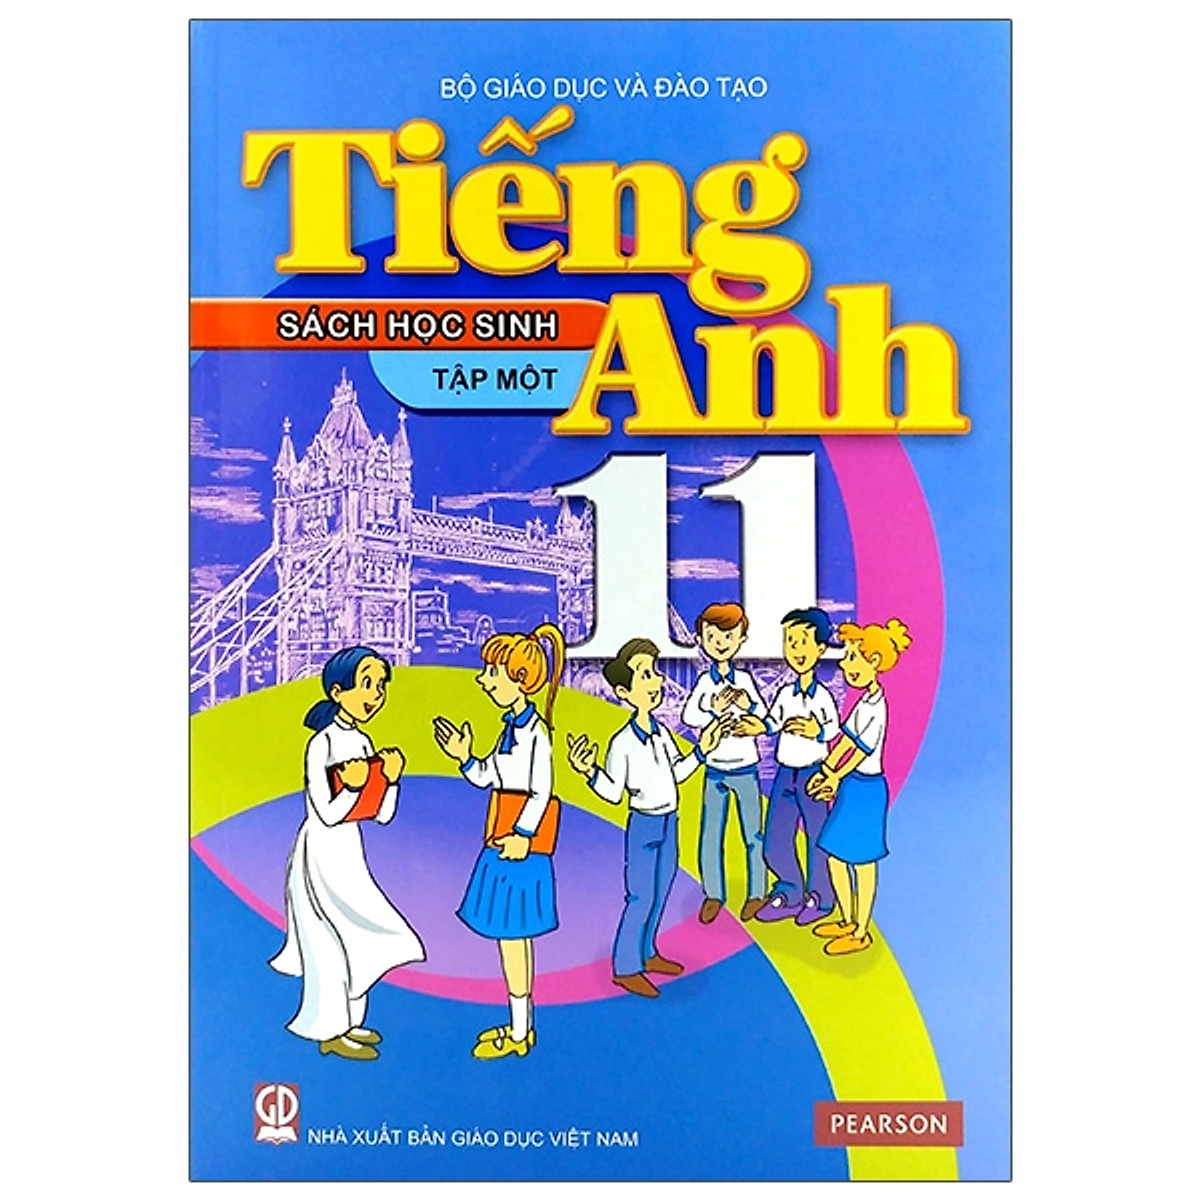 BỘ GIÁO DỤC VÀ ĐÀO TẠO
Tiếng
Anh
SÁCH HỌC SINH
TẬP MỘT
11
GD
NHÀ XUẤT BẢN GIÁO DỤC VIỆT NAM
PEARSON